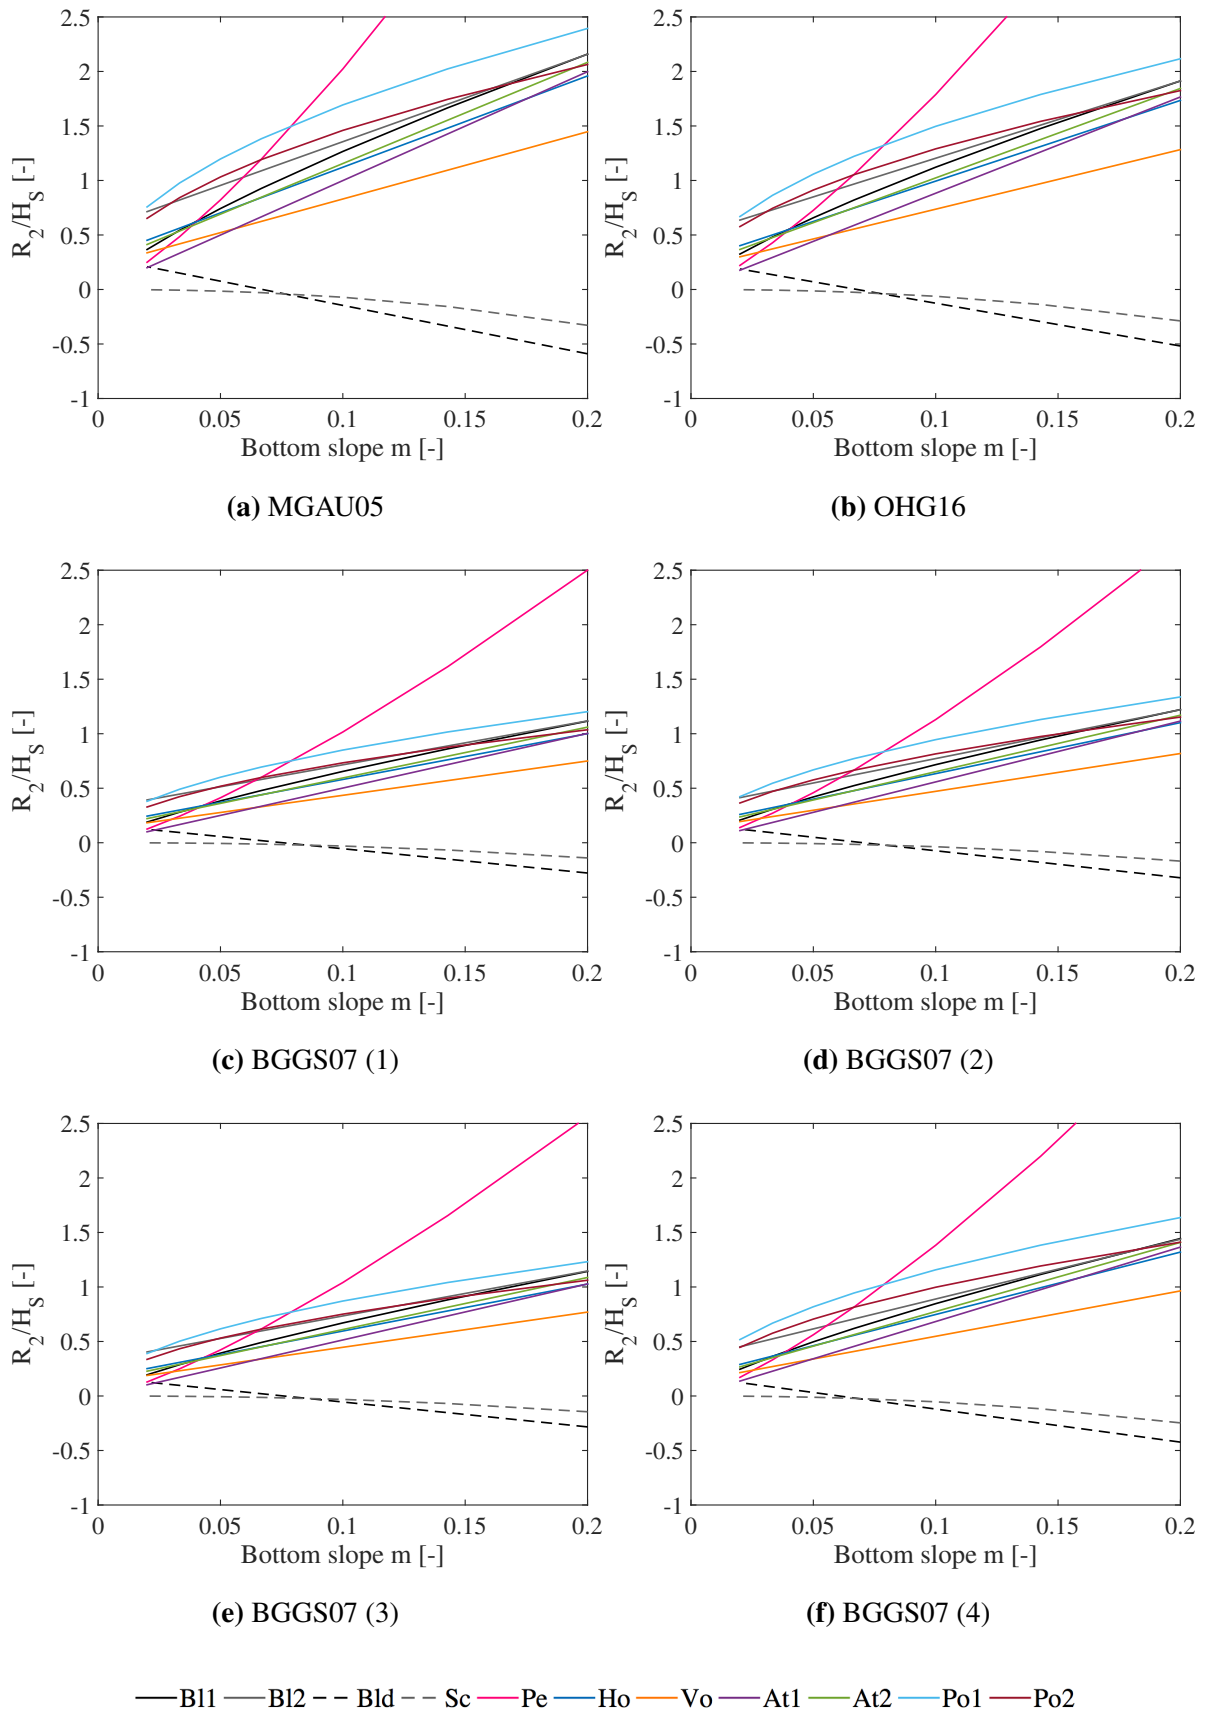 2.5
2
1.5
1
0.5
0
-0.5
-1
R2/HS [-]
0 0.05 0.1 0.15 0.2
Bottom slope m [-]
(a) MGAU05
2.5
2
1.5
1
0.5
0
-0.5
-1
R2/HS [-]
0 0.05 0.1 0.15 0.2
Bottom slope m [-]
(b) OHG16
2.5
2
1.5
1
0.5
0
-0.5
-1
R2/HS [-]
0 0.05 0.1 0.15 0.2
Bottom slope m [-]
(c) BGGS07 (1)
2.5
2
1.5
1
0.5
0
-0.5
-1
R2/HS [-]
0 0.05 0.1 0.15 0.2
Bottom slope m [-]
(d) BGGS07 (2)
2.5
2
1.5
1
0.5
0
-0.5
-1
R2/HS [-]
0 0.05 0.1 0.15 0.2
Bottom slope m [-]
(e) BGGS07 (3)
2.5
2
1.5
1
0.5
0
-0.5
-1
R2/HS [-]
0 0.05 0.1 0.15 0.2
Bottom slope m [-]
(f) BGGS07 (4)
Bl1 Bl2 Bld Sc Pe Ho Vo At1 At2 Po1 Po2